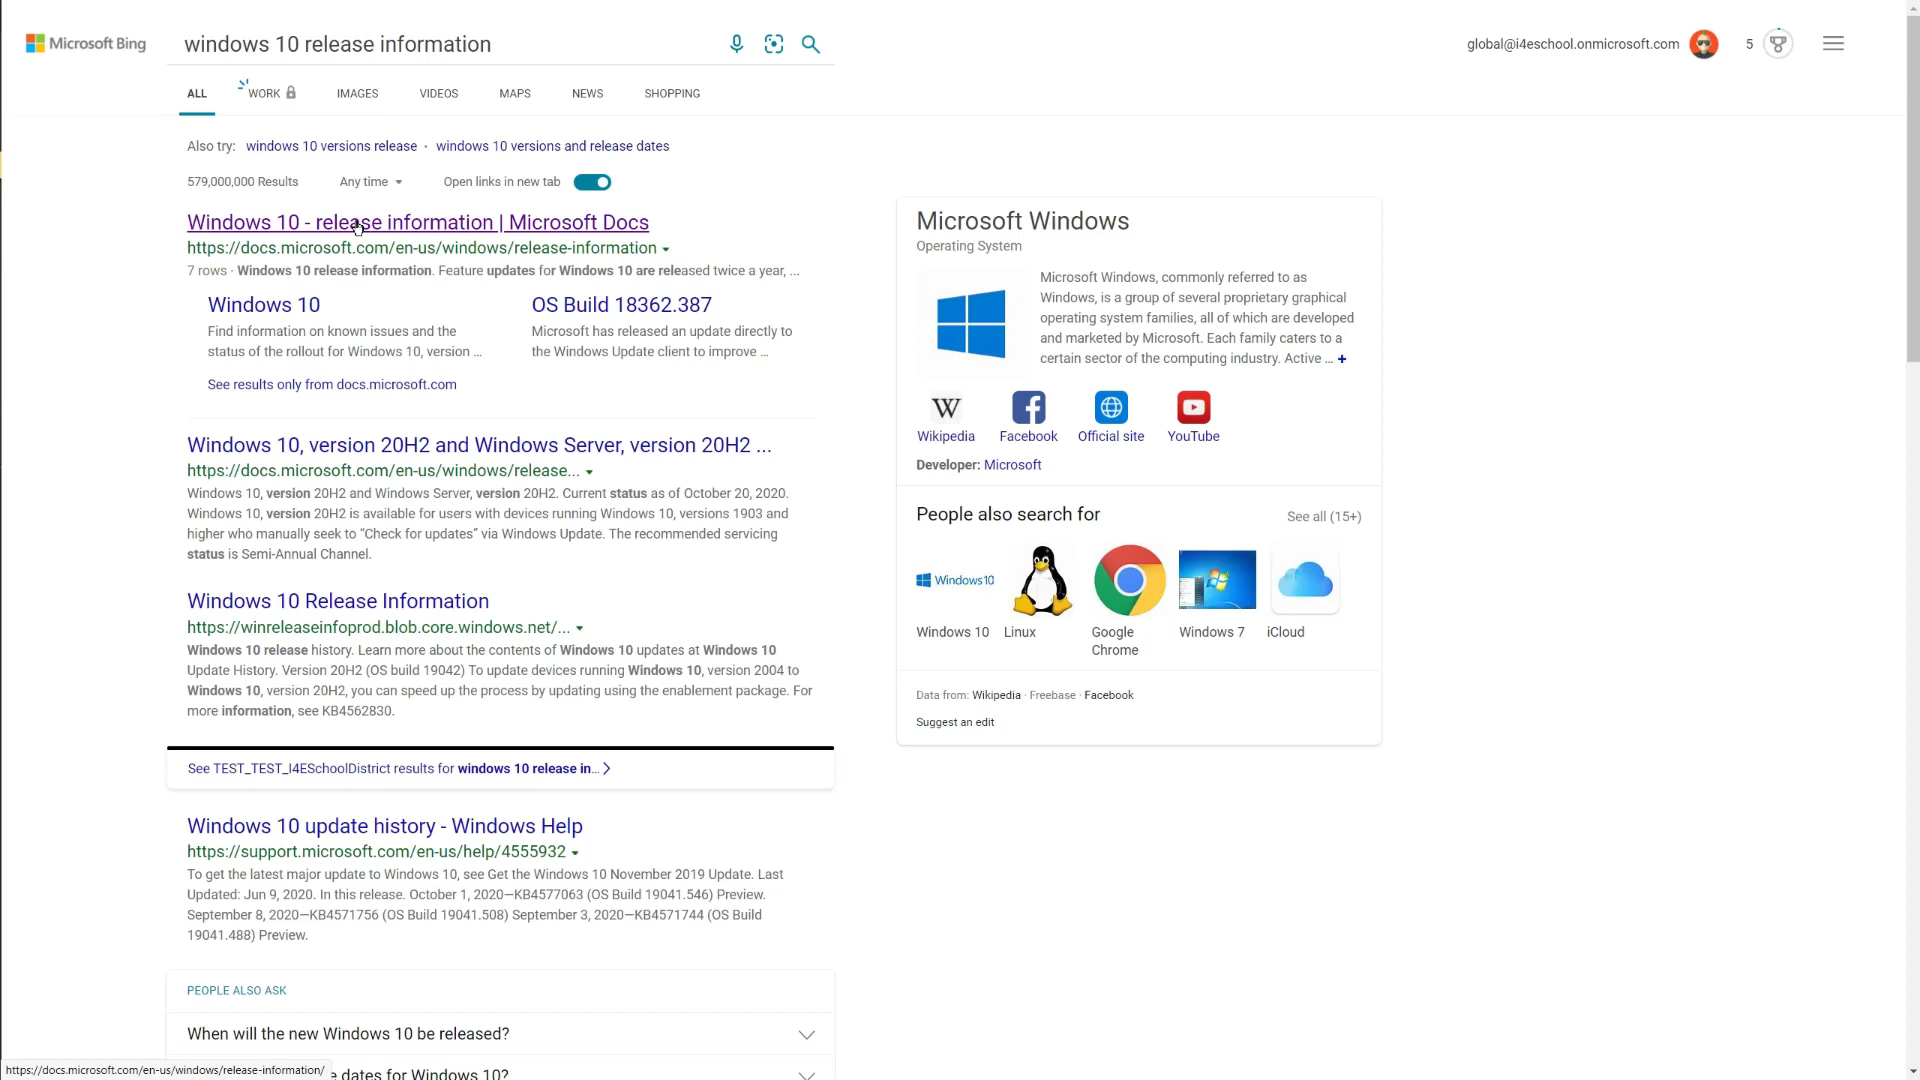 Microsoft Bing
windows 10 release information
global@i4eschool.onmicrosoft.com
5
ALL
WORK
IMAGES
VIDEOS
MAPS
NEWS
SHOPPING
Also try: windows 10 versions release · windows 10 versions and release dates
579,000,000 Results
Any time
Open links in new tab
Windows 10 - release information | Microsoft Docs
https://docs.microsoft.com/en-us/windows/release-information
7 rows · Windows 10 release information. Feature updates for Windows 10 are released twice a year, ...
Windows 10
Find information on known issues and the
status of the rollout for Windows 10, version ...
OS Build 18362.387
Microsoft has released an update directly to
the Windows Update client to improve ...
See results only from docs.microsoft.com
Windows 10, version 20H2 and Windows Server, version 20H2 ...
https://docs.microsoft.com/en-us/windows/release...
Windows 10, version 20H2 and Windows Server, version 20H2. Current status as of October 20, 2020.
Windows 10, version 20H2 is available for users with devices running Windows 10, versions 1903 and
higher who manually seek to “Check for updates” via Windows Update. The recommended servicing
status is Semi-Annual Channel.
Windows 10 Release Information
https://winreleaseinfoprod.blob.core.windows.net/...
Windows 10 release history. Learn more about the contents of Windows 10 updates at Windows 10
Update History. Version 20H2 (OS build 19042) To update devices running Windows 10, version 2004 to
Windows 10, version 20H2, you can speed up the process by updating using the enablement package. For
more information, see KB4562830.
See TEST_TEST_I4ESchoolDistrict results for windows 10 release in...
Windows 10 update history - Windows Help
https://support.microsoft.com/en-us/help/4555932
To get the latest major update to Windows 10, see Get the Windows 10 November 2019 Update. Last
Updated: Jun 9, 2020. In this release. October 1, 2020—KB4577063 (OS Build 19041.546) Preview.
September 8, 2020—KB4571756 (OS Build 19041.508) September 3, 2020—KB4571744 (OS Build
19041.488) Preview.
PEOPLE ALSO ASK
When will the new Windows 10 be released?
e dates for Windows 10?
https://docs.microsoft.com/en-us/windows/release-information/
Microsoft Windows
Operating System
Microsoft Windows, commonly referred to as
Windows, is a group of several proprietary graphical
operating system families, all of which are developed
and marketed by Microsoft. Each family caters to a
certain sector of the computing industry. Active ... +
W
Wikipedia
Facebook
Official site
YouTube
Developer: Microsoft
People also search for
See all (15+)
Windows10
Windows 10
Linux
Google
Chrome
Windows 7
iCloud
Data from: Wikipedia · Freebase · Facebook
Suggest an edit